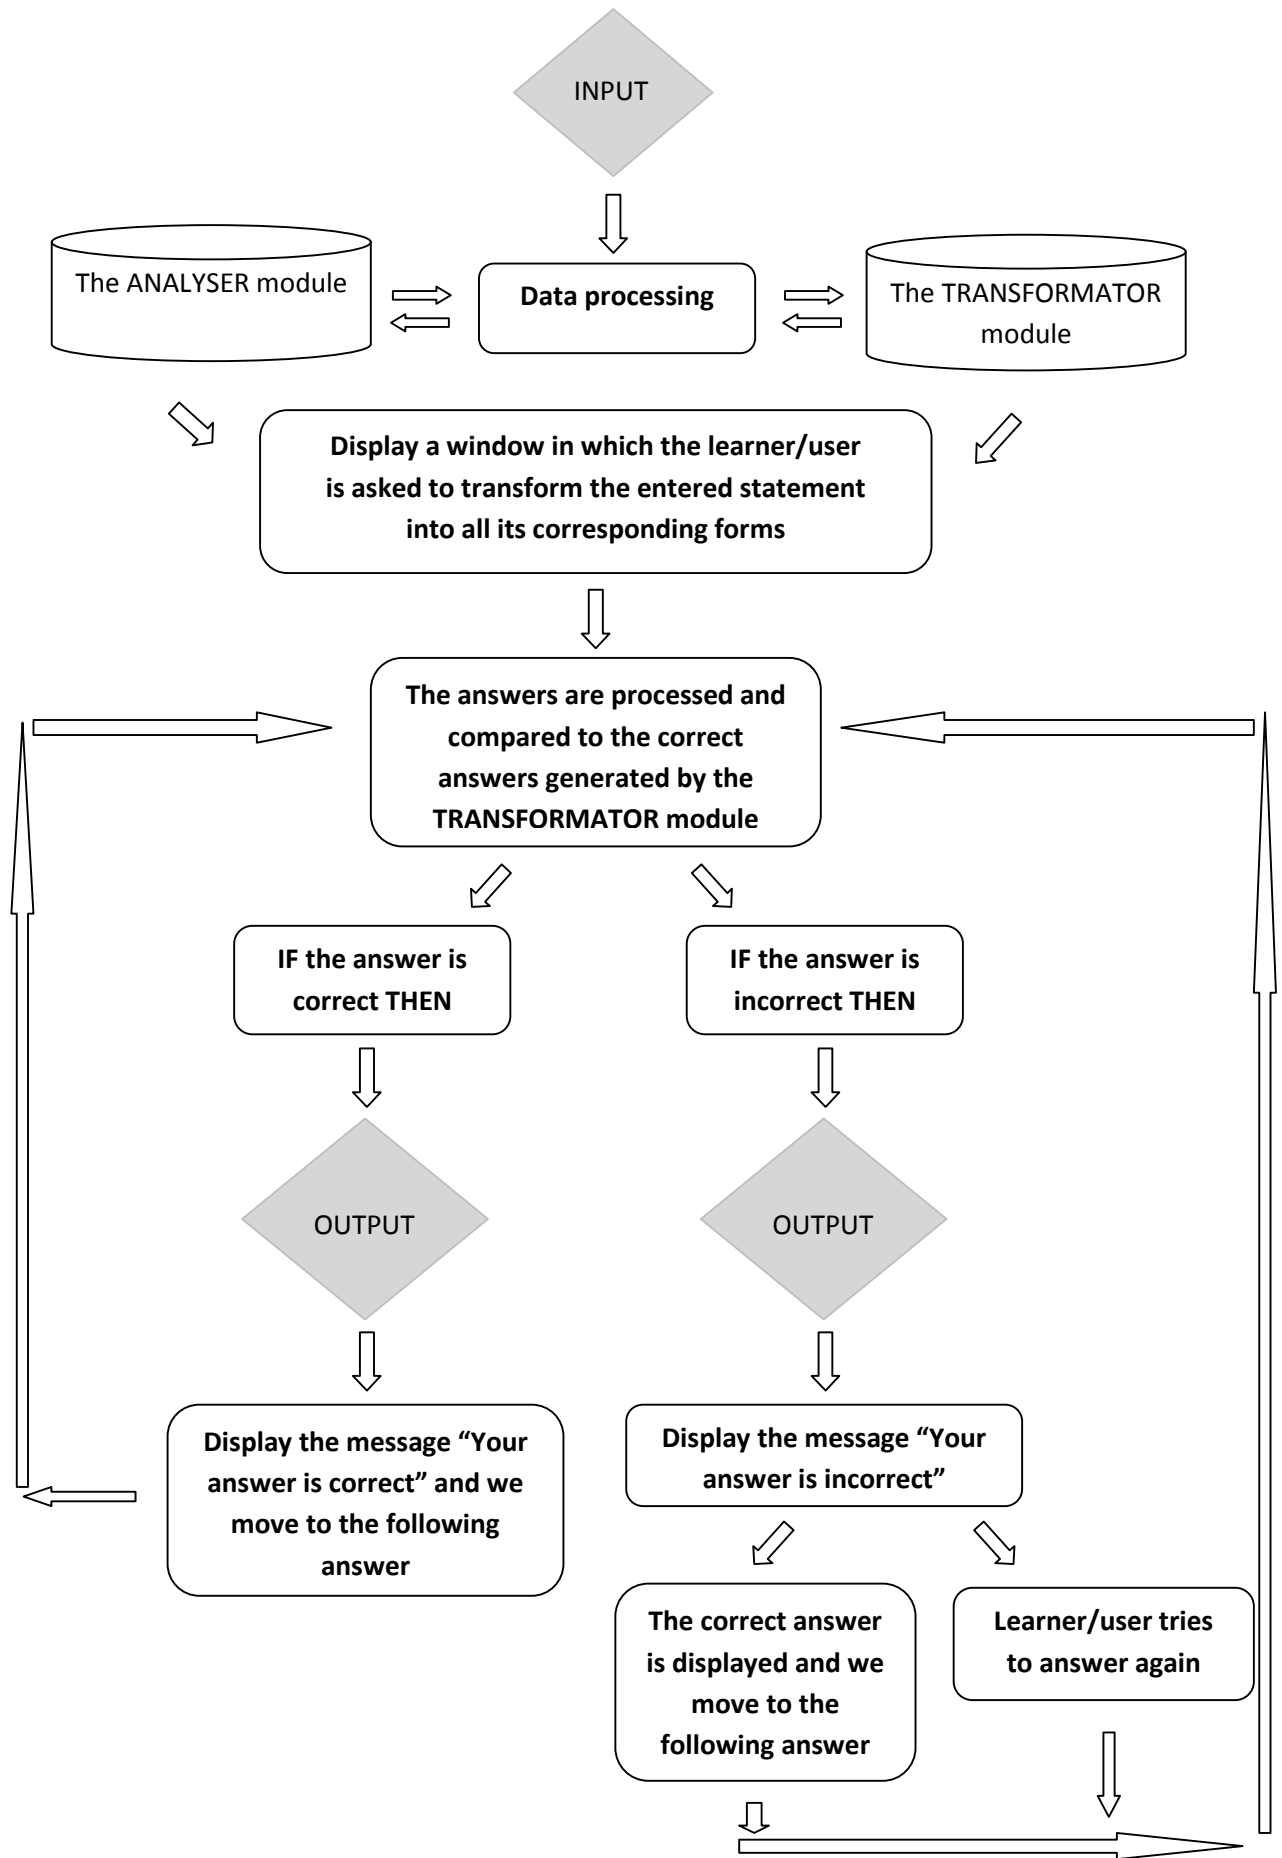 INPUT
The ANALYSER module
Data processing
The TRANSFORMATOR
module
Display a window in which the learner/user
is asked to transform the entered statement
into all its corresponding forms
The answers are processed and
compared to the correct
answers generated by the
TRANSFORMATOR module
IF the answer is
correct THEN
IF the answer is
incorrect THEN
OUTPUT
OUTPUT
Display the message “Your
answer is correct” and we
move to the following
answer
Display the message “Your
answer is incorrect”
The correct answer
is displayed and we
move to the
following answer
Learner/user tries
to answer again